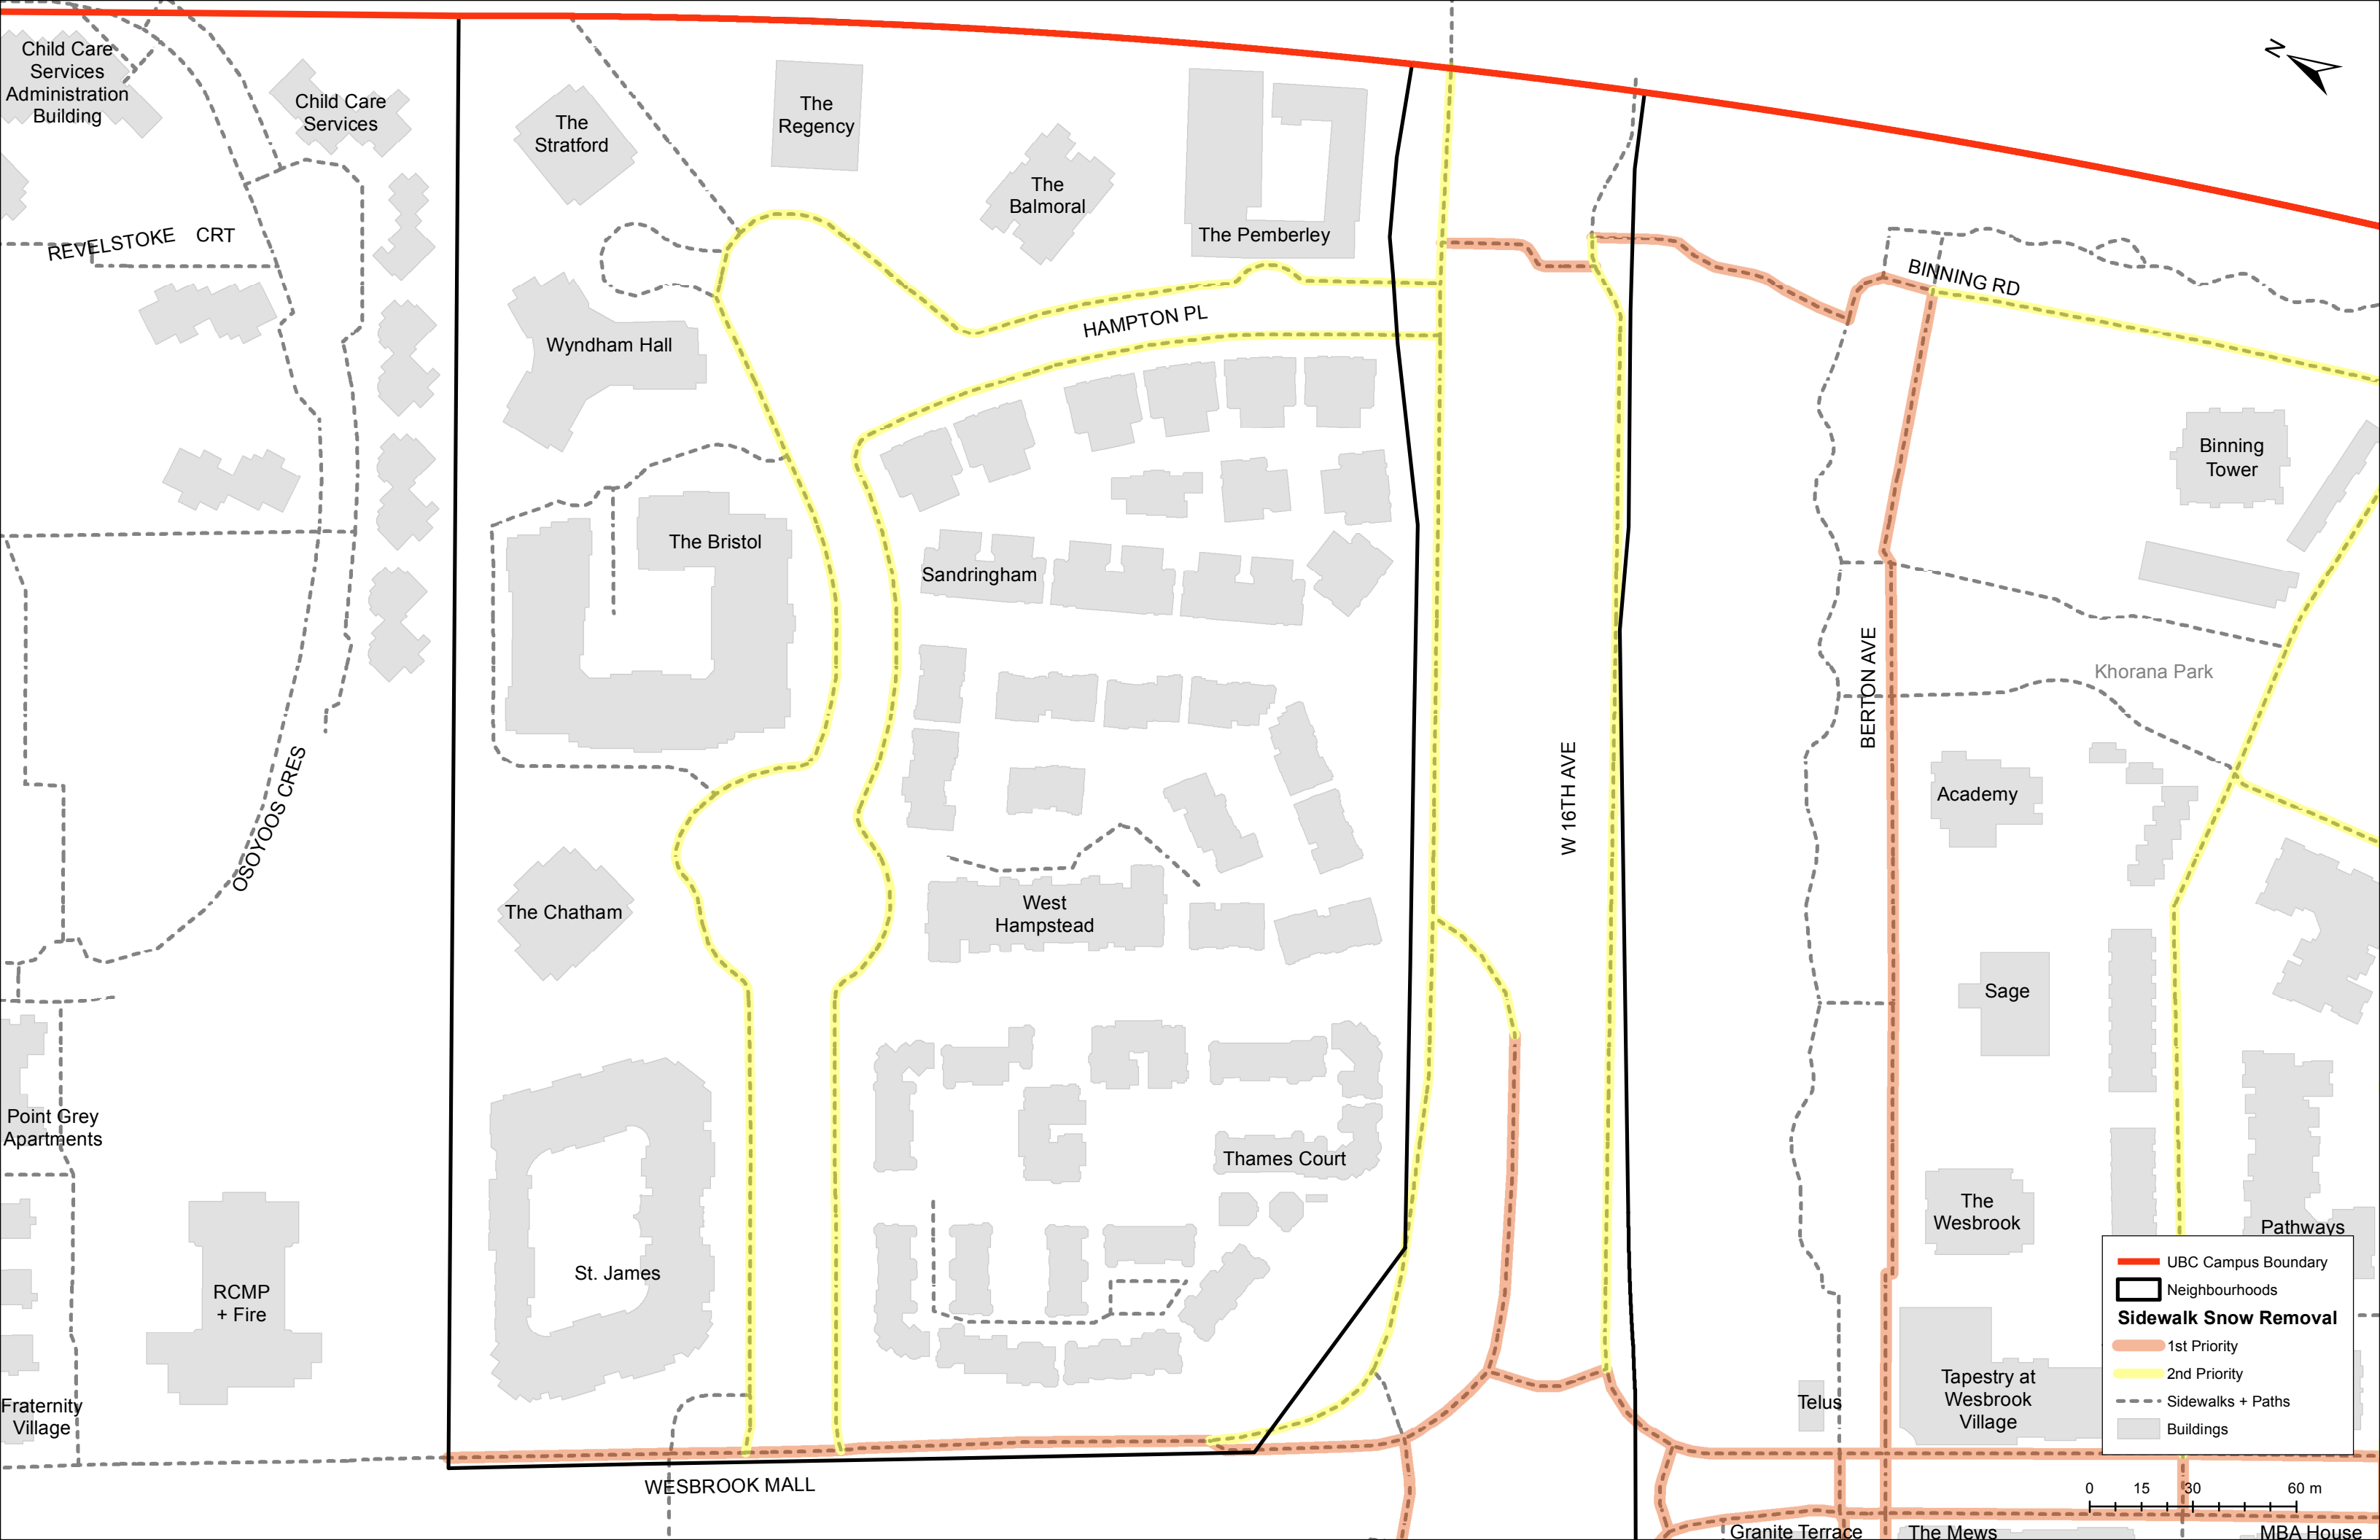 N
Child Care
Services
Administration
Building
Child Care
Services
The
Stratford
The
Regency
The
Balmoral
The Pemberley
REVELSTOKE CRT
BINNING RD
HAMPTON PL
Wyndham Hall
Binning
Tower
The Bristol
Sandringham
Khorana Park
BERTON AVE
W 16TH AVE
OSOYOOS CRES
Academy
The Chatham
West
Hampstead
Sage
Point Grey
Apartments
Thames Court
The
Wesbrook
Pathways
St. James
RCMP
+ Fire
Fraternity
Village
Telus
Tapestry at
Wesbrook
Village
UBC Campus Boundary
Neighbourhoods
Sidewalk Snow Removal
1st Priority
2nd Priority
Sidewalks + Paths
Buildings
WESBROOK MALL
0 15 30 60 m
Granite Terrace
The Mews
MBA House